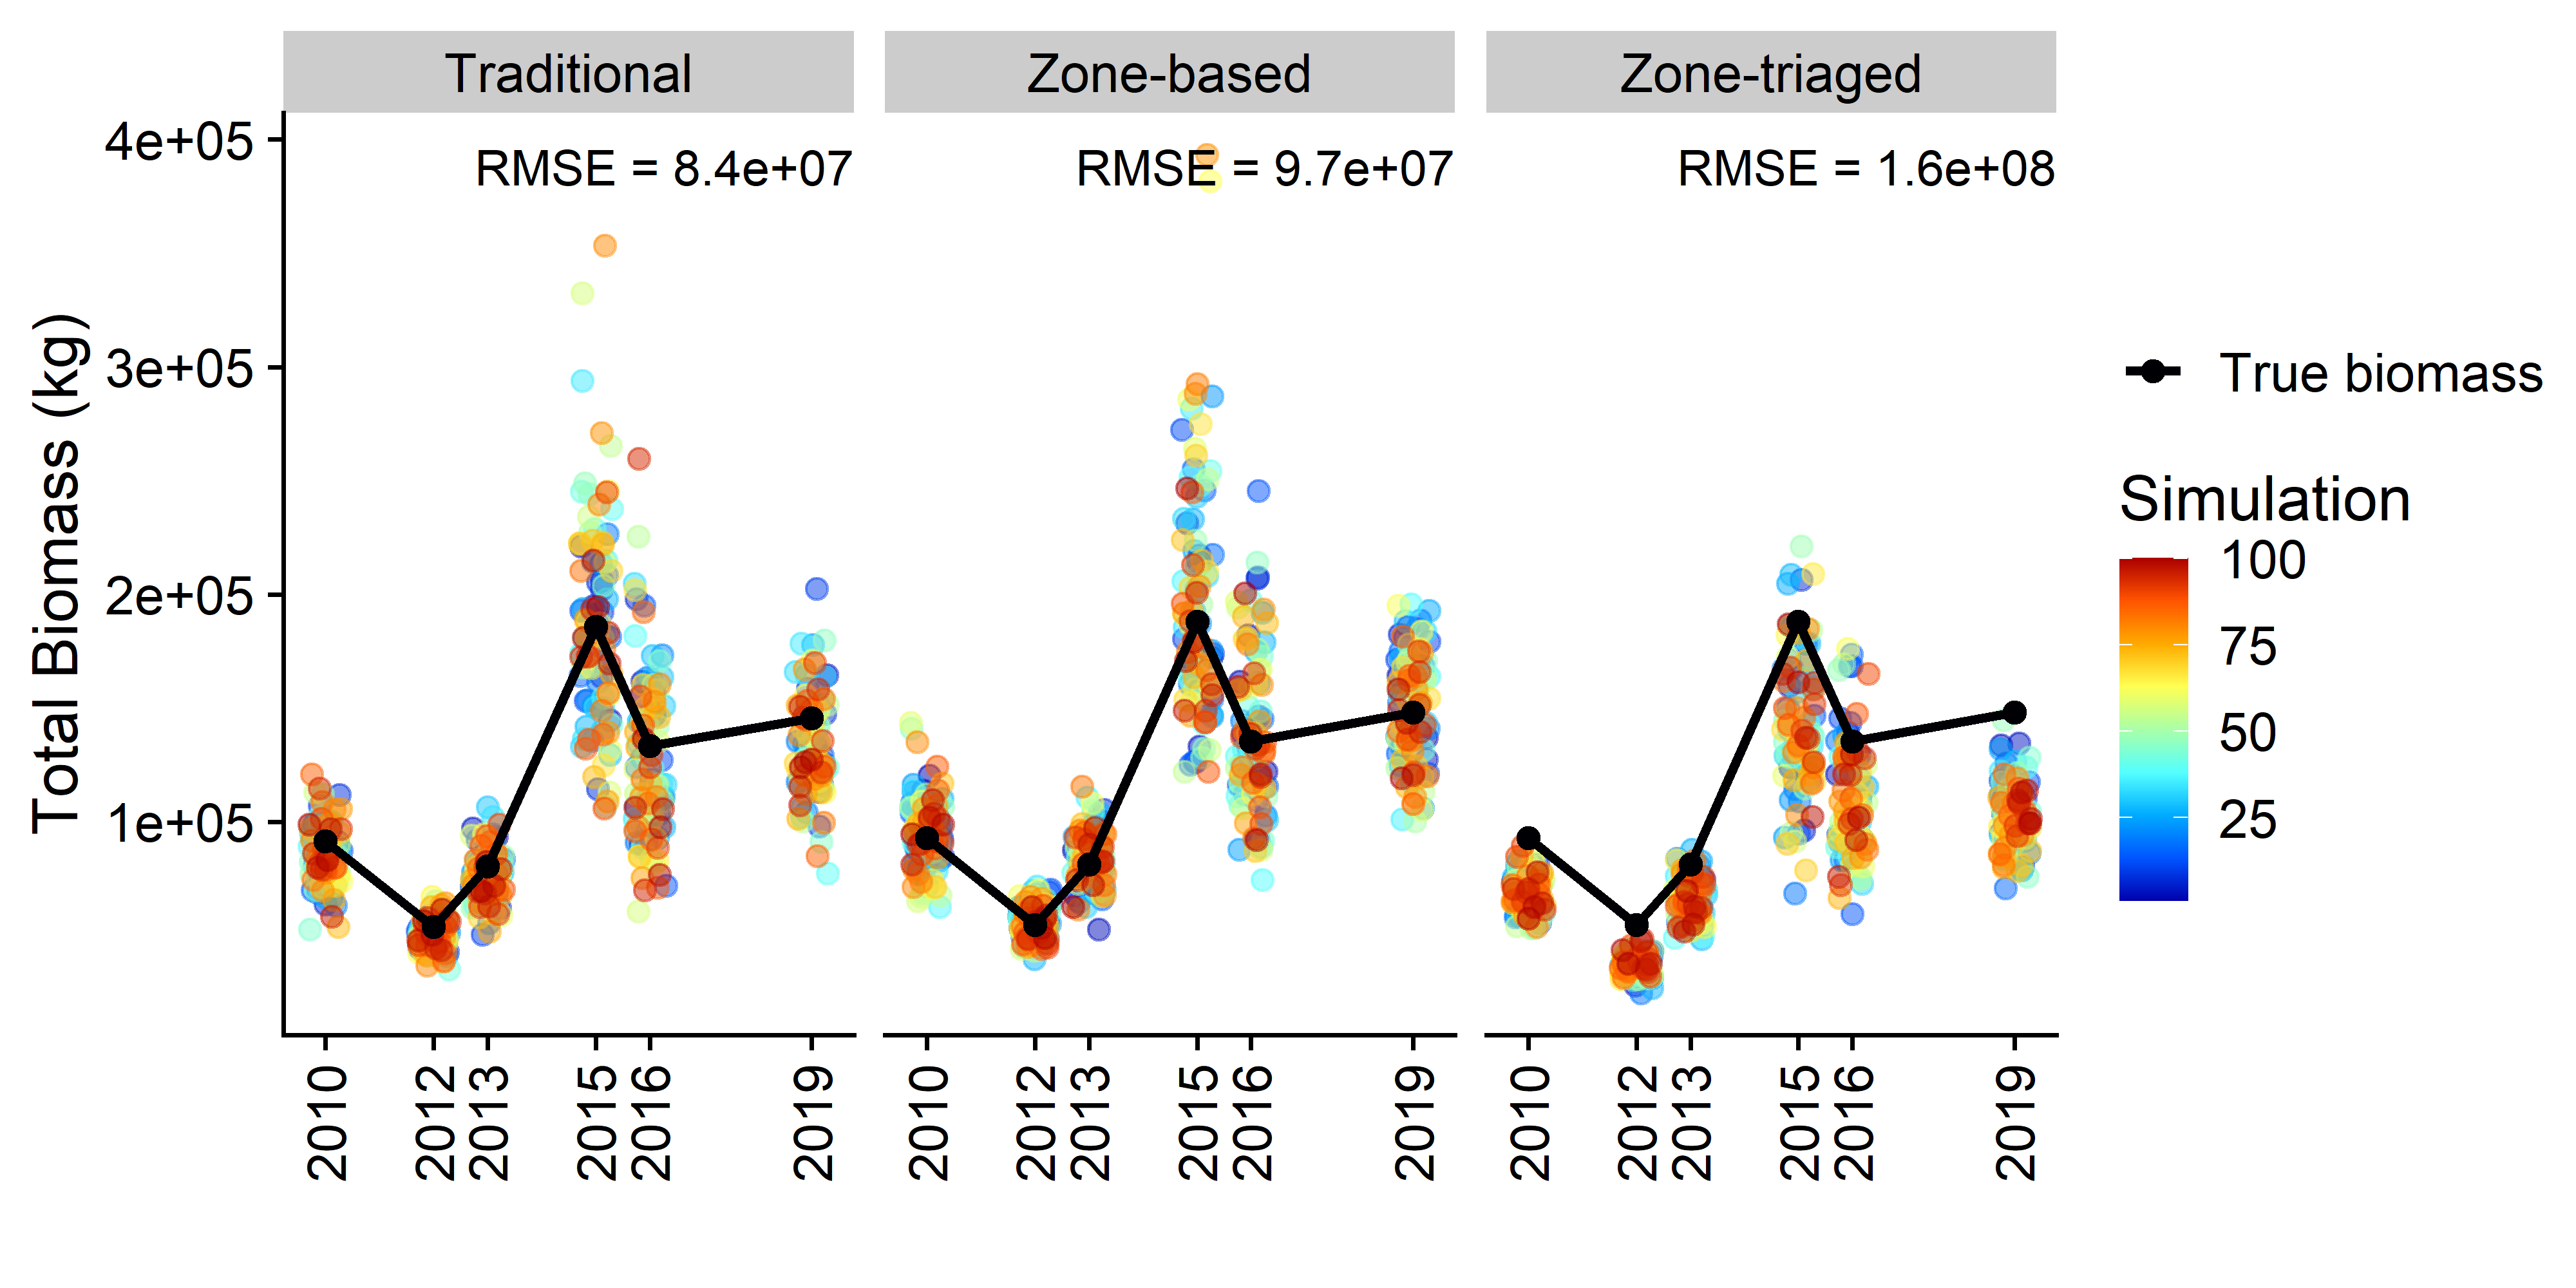 Traditional
Zone-based
Zone-triaged
RMSE = 8.4e+07
RMSE = 9.7e+07
RMSE = 1.6e+08
Total Biomass (kg)
4e+05
3e+05
2e+05
1e+05
2010
2012
2013
2015
2016
2019
2010
2012
2013
2015
2016
2019
2010
2012
2013
2015
2016
2019
True biomass
Simulation
100
75
50
25